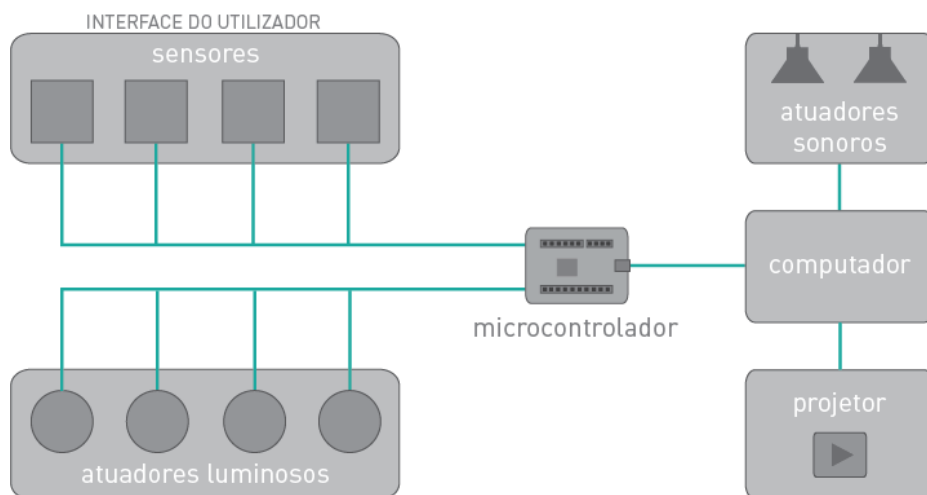 INTERFACE DO UTILIZADOR
sensores
atuadores
sonoros
computador
microcontrolador
projetor
atuadores luminosos